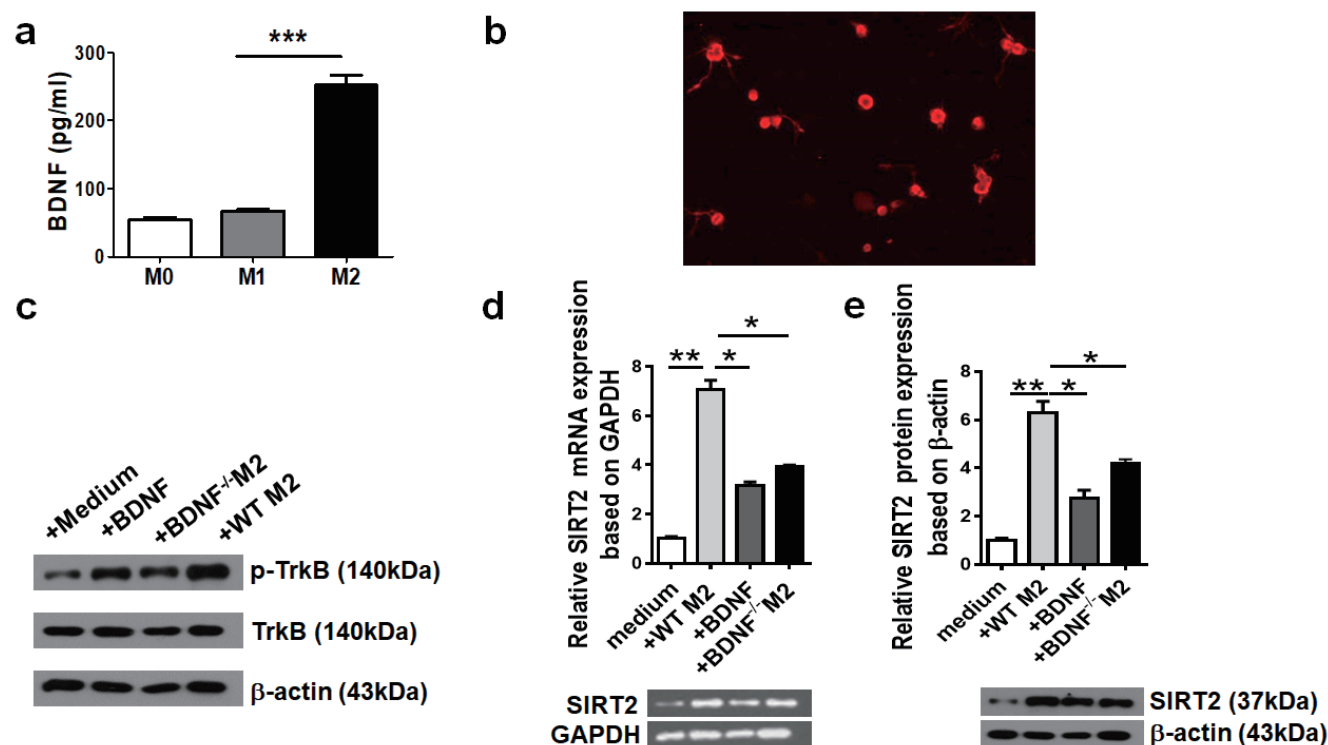 a
***
300
200
100
0
BDNF (pg/ml)
M0 M1 M2
b
c
+Medium
+BDNF
+BDNF-/-M2
+WT M2
p-TrkB (140kDa)
TrkB (140kDa)
β-actin (43kDa)
d
Relative SIRT2 mRNA expression
based on GAPDH
*
** *
8
6
4
2
0
medium
+WT M2
+BDNF
+BDNF-/-M2
SIRT2
GAPDH
e
Relative SIRT2 protein expression
based on β-actin
*
** *
8
6
4
2
0
medium
+WT M2
+BDNF
+BDNF-/-M2
SIRT2 (37kDa)
β-actin (43kDa)